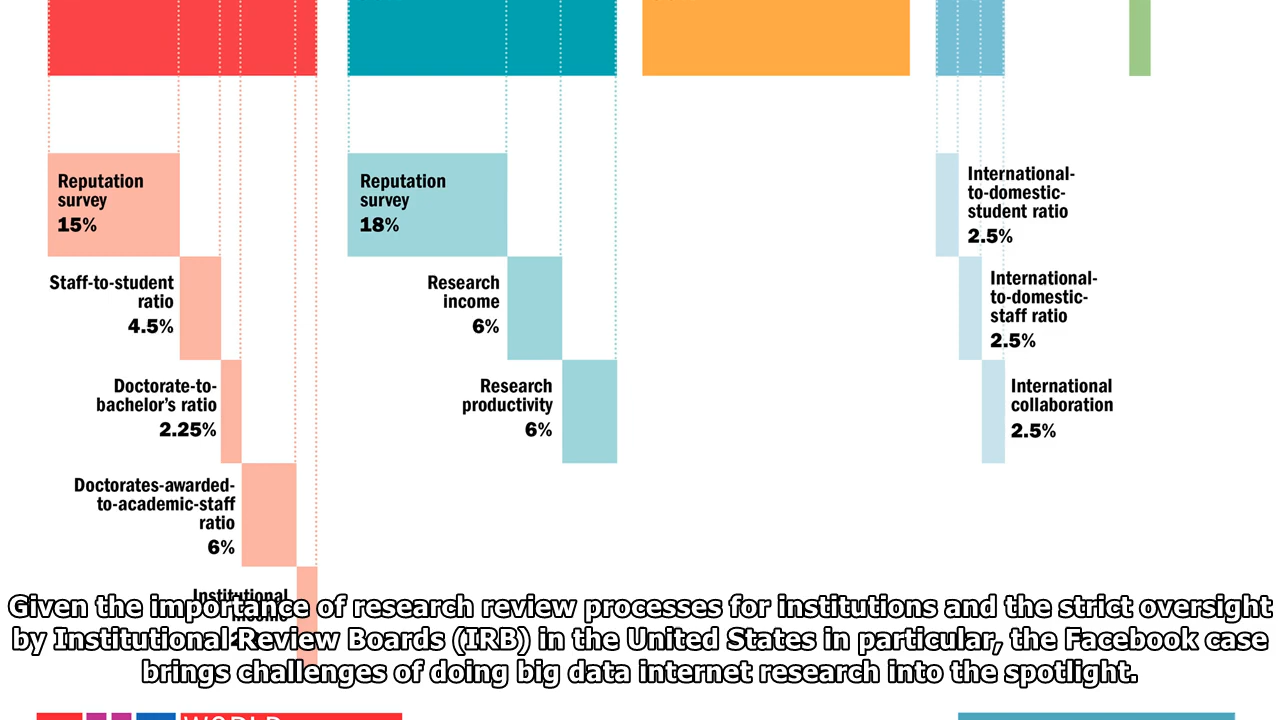 Reputation
survey
15%
Staff-to-student
ratio
4.5%
Doctorate-to-
bachelor's ratio
2.25%
Doctorates-awarded-
to-academic-staff
ratio
6%
Institutional
Reputation
survey
18%
Research
income
6%
Research
productivity
6%
International-
to-domestic-
student ratio
2.5%
International-
to-domestic-
staff ratio
2.5%
International
collaboration
2.5%
Given the importance of research review processes for institutions and the strict oversight
by Institutional Review Boards (IRB) in the United States in particular, the Facebook case
brings challenges of doing big data internet research into the spotlight.
WORLD